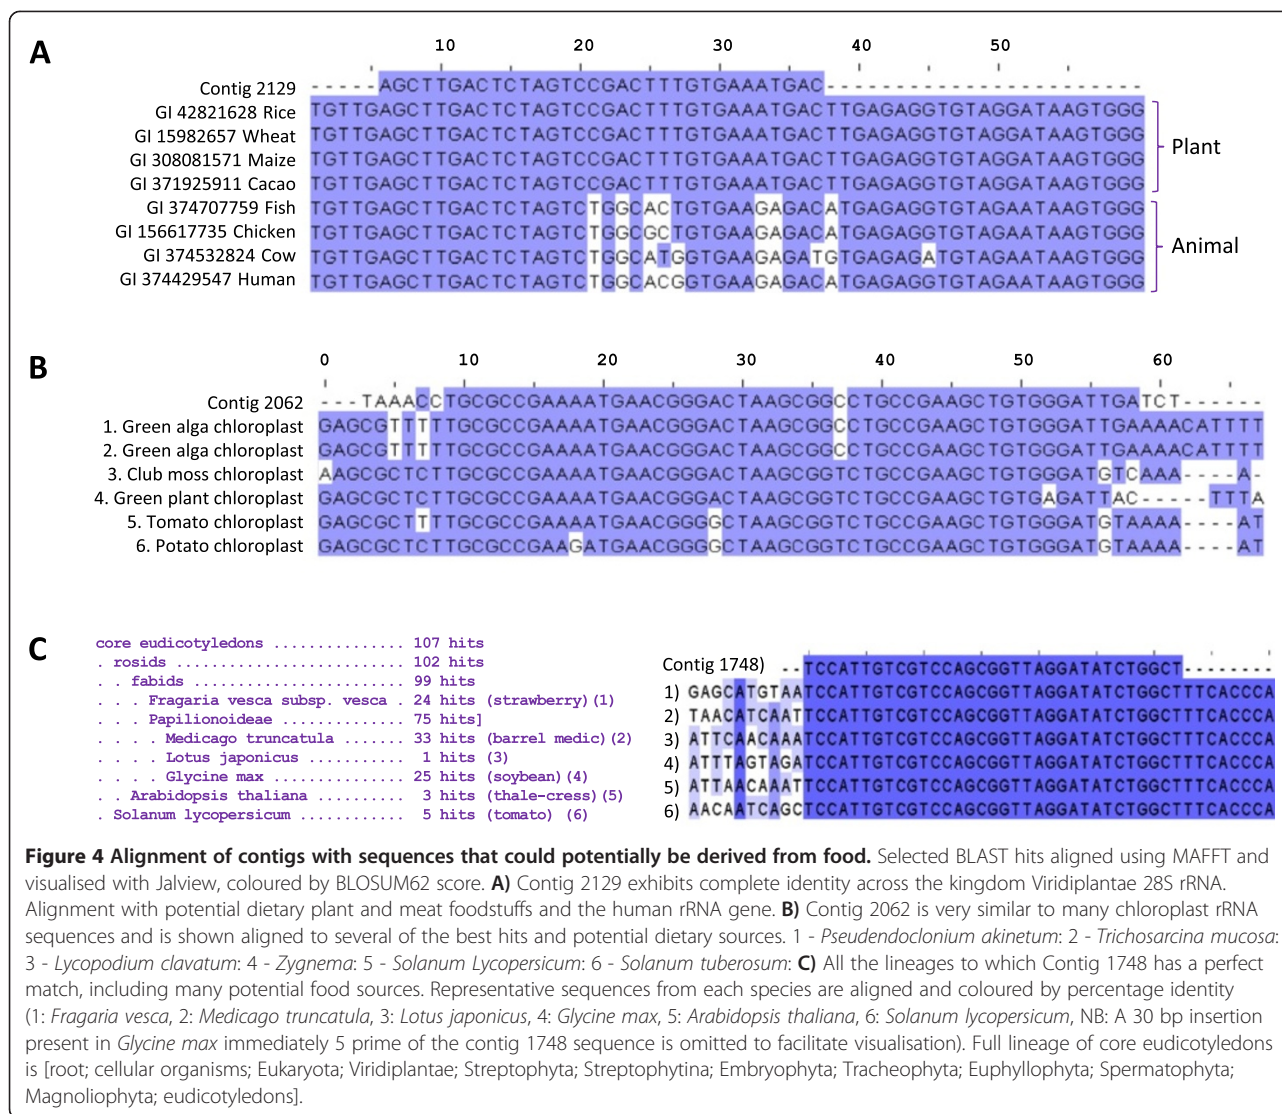 A
10 20 30 40 50
Contig 2129 -----AGCTTGACTCTAGTCCGACTTTGTGAAATGAC-----------------------
GI 42821628 Rice TGTTGAGCTTGACTCTAGTCCGACTTTGTGAAATGACTTGAGAGGTGTAGGATAAGTGGG
GI 15982657 Wheat TGTTGAGCTTGACTCTAGTCCGACTTTGTGAAATGACTTGAGAGGTGTAGGATAAGTGGG
GI 308081571 Maize TGTTGAGCTTGACTCTAGTCCGACTTTGTGAAATGACTTGAGAGGTGTAGGATAAGTGGG
GI 371925911 Cacao TGTTGAGCTTGACTCTAGTCCGACTTTGTGAAATGACTTGAGAGGTGTAGGATAAGTGGG
Plant
GI 374707759 Fish TGTTGAGCTTGACTCTAGTCTGGCACTGTGAAGAGACATGAGAGGTGTAGAATAAGTGGG
GI 156617735 Chicken TGTTGAGCTTGACTCTAGTCTGGCGCTGTGAAGAGACATGAGAGGTGTAGAATAAGTGGG
GI 374532824 Cow TGTTGAGCTTGACTCTAGTCTGGCATGGTGAAGAGATGTGAGAGATGTAGAATAAGTGGG
GI 374429547 Human TGTTGAGCTTGACTCTAGTCTGGCACGGTGAAGAGACATGAGAGGTGTAGAATAAGTGGG
Animal
B
0 10 20 30 40 50 60
Contig 2062 ---TAAACCTGCGCCGAAAATGAACGGGACTAAGCGGCCTGCCGAAGCTGTGGGATTGATCT------
1. Green alga chloroplast GAGCGTTTTTGCGCCGAAAATGAACGGGACTAAGCGGCCTGCCGAAGCTGTGGGATTGAAAACATTTT
2. Green alga chloroplast GAGCGTTTTTGCGCCGAAAATGAACGGGACTAAGCGGCCTGCCGAAGCTGTGGGATTGAAAACATTTT
3. Club moss chloroplast AAGCGCTCTTGCGCCGAAAATGAACGGGACTAAGCGGTCTGCCGAAGCTGTGGGATGTCAAA----A-
4. Green plant chloroplast GAGCGCTCTTGCGCCGAAAATGAACGGGACTAAGCGGTCTGCCGAAGCTGTGAGATTAC-----TTTA
5. Tomato chloroplast GAGCGCTTTTGCGCCGAAAATGAACGGGGCTAAGCGGTCTGCCGAAGCTGTGGGATGTAAAA----AT
6. Potato chloroplast GAGCGCTCTTGCGCCGAAGATGAACGGGGCTAAGCGGTCTGCCGAAGCTGTGGGATGTAAAA----AT
C
core eudicotyledons ............... 107 hits
. rosids ......................... 102 hits
. . fabids ....................... 99 hits
. . . Fragaria vesca subsp. vesca . 24 hits (strawberry)(1)
. . . Papilionoideae .............. 75 hits]
. . . . Medicago truncatula ....... 33 hits (barrel medic)(2)
. . . . Lotus japonicus ........... 1 hits (3)
. . . . Glycine max ............... 25 hits (soybean)(4)
. . Arabidopsis thaliana .......... 3 hits (thale-cress)(5)
. Solanum lycopersicum ............ 5 hits (tomato) (6)
Contig 1748) --TCCATTGTCGTCCAGCGGTTAGGATATCTGGCT--------
1) GAGCATGTAATCCATTGTCGTCCAGCGGTTAGGATATCTGGCTTTCACCCA
2) TAACATCAATTCCATTGTCGTCCAGCGGTTAGGATATCTGGCTTTCACCCA
3) ATTCAACAAATCCATTGTCGTCCAGCGGTTAGGATATCTGGCTTTCACCCA
4) ATTTAGTAGATCCATTGTCGTCCAGCGGTTAGGATATCTGGCTTTCACCCA
5) ATTAACAAATTCCATTGTCGTCCAGCGGTTAGGATATCTGGCTTTCACCCA
6) AACAATCAGCTCCATTGTCGTCCAGCGGTTAGGATATCTGGCTTTCACCCA
Figure 4 Alignment of contigs with sequences that could potentially be derived from food. Selected BLAST hits aligned using MAFFT and
visualised with Jalview, coloured by BLOSUM62 score. A) Contig 2129 exhibits complete identity across the kingdom Viridiplantae 28S rRNA.
Alignment with potential dietary plant and meat foodstuffs and the human rRNA gene. B) Contig 2062 is very similar to many chloroplast rRNA
sequences and is shown aligned to several of the best hits and potential dietary sources. 1 - Pseudendoclonium akinetum: 2 - Trichosarcina mucosa:
3 - Lycopodium clavatum: 4 - Zygnema: 5 - Solanum Lycopersicum: 6 - Solanum tuberosum: C) All the lineages to which Contig 1748 has a perfect
match, including many potential food sources. Representative sequences from each species are aligned and coloured by percentage identity
(1: Fragaria vesca, 2: Medicago truncatula, 3: Lotus japonicus, 4: Glycine max, 5: Arabidopsis thaliana, 6: Solanum lycopersicum, NB: A 30 bp insertion
present in Glycine max immediately 5 prime of the contig 1748 sequence is omitted to facilitate visualisation). Full lineage of core eudicotyledons
is [root; cellular organisms; Eukaryota; Viridiplantae; Streptophyta; Streptophytina; Embryophyta; Tracheophyta; Euphyllophyta; Spermatophyta;
Magnoliophyta; eudicotyledons].